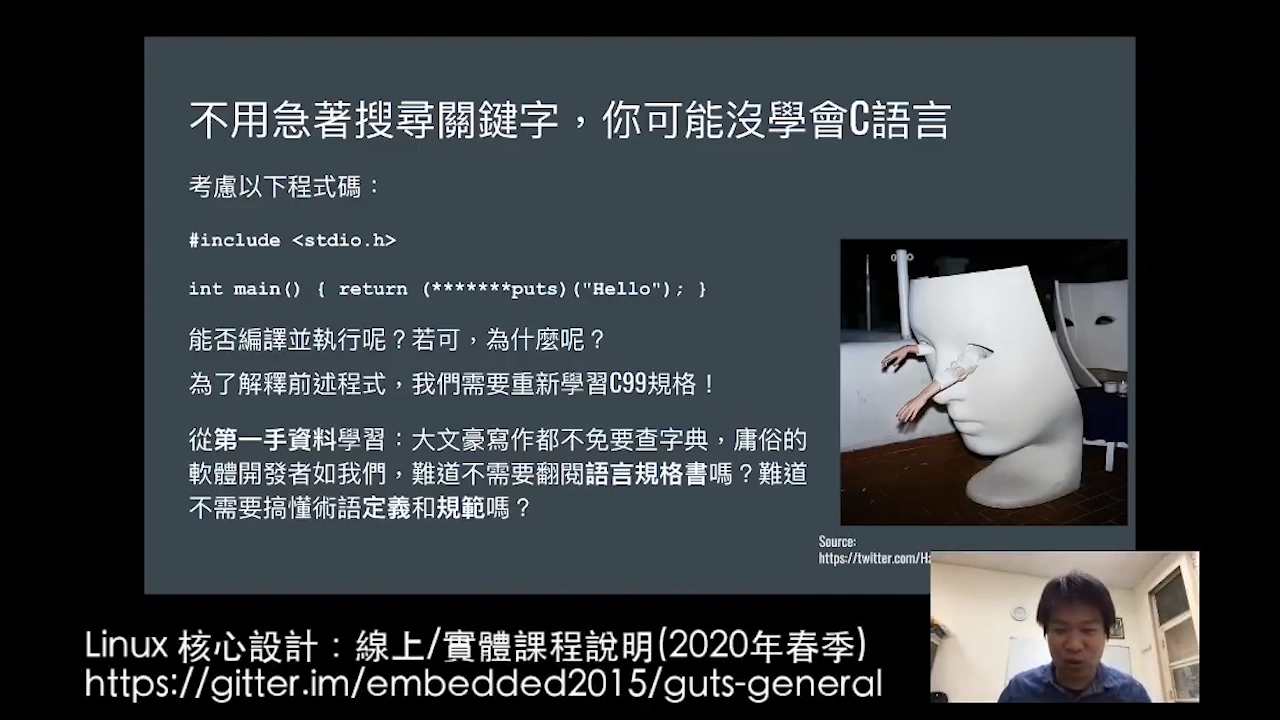 不用急著搜尋關鍵字，你可能沒學會C語言
考慮以下程式碼：
#include <stdio.h>
int main() { return (*******puts)("Hello"); }
能否編譯並執行呢？若可，為什麼呢？
為了解釋前述程式，我們需要重新學習C99規格！
從第一手資料學習：大文豪寫作都不免要查字典，庸俗的
軟體開發者如我們，難道不需要翻閱語言規格書嗎？難道
不需要搞懂術語定義和規範嗎？
Source:
https://twitter.com/Ha
Linux 核心設計：線上/實體課程說明(2020年春季)
https://gitter.im/embedded2015/guts-general